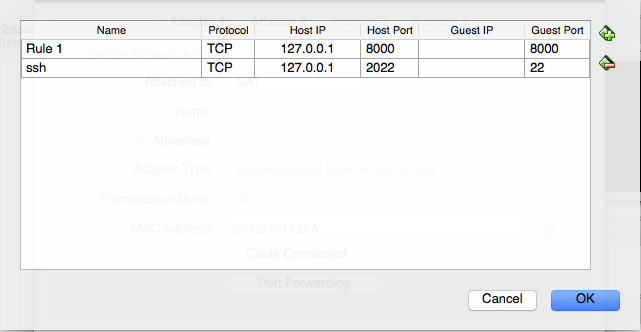 Name Protocol Host IP Host Port Guest IP Guest Port
Rule 1 TCP 127.0.0.1 8000 8000
ssh TCP 127.0.0.1 2022 22
Attached to: NAT
Name:
Advanced
Adapter Type: Paravirtualized Network (virtio-net)
Promiscuous Mode: Deny
MAC Address: 0800275173FA
Cable Connected
Port Forwarding
Cancel OK